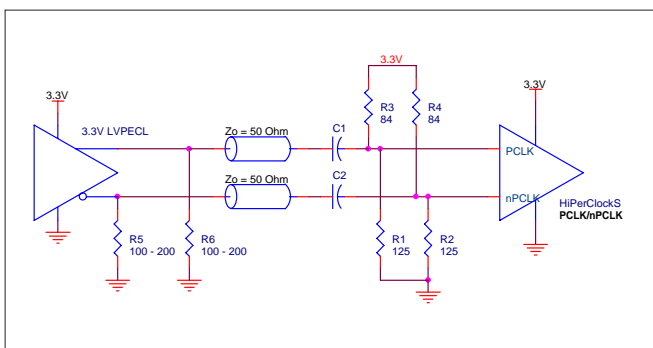 3.3V
3.3V
3.3V
3.3V LVPECL
R3
84
R4
84
Zo = 50 Ohm
C1
PCLK
Zo = 50 Ohm
C2
nPCLK
HiPerClockS
PCLK/nPCLK
R5
100 - 200
R6
100 - 200
R1
125
R2
125